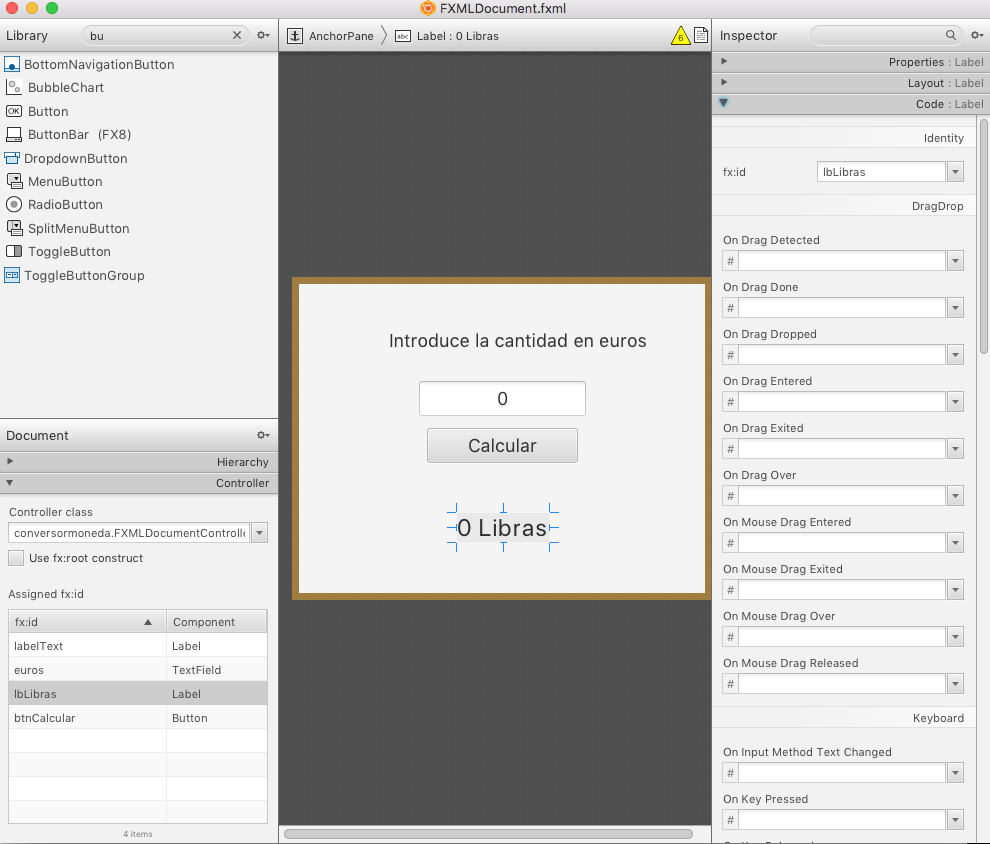 FXMLDocument.fxml
Library
bu
AnchorPane
abc
Label : 0 Libras
6
Inspector
BottomNavigationButton
BubbleChart
OK
Button
ButtonBar (FX8)
DropdownButton
MenuButton
RadioButton
SplitMenuButton
ToggleButton
ToggleButtonGroup
Document
Hierarchy
Controller
Controller class
conversormoneda.FXMLDocumentControlle
Use fx:root construct
Assigned fx:id
fx:id Component
labelText Label
euros TextField
lbLibras Label
btnCalcular Button
4 items
Introduce la cantidad en euros
0
Calcular
0 Libras
Properties : Label
Layout : Label
Code : Label
Identity
fx:id
lbLibras
DragDrop
On Drag Detected
#
On Drag Done
#
On Drag Dropped
#
On Drag Entered
#
On Drag Exited
#
On Drag Over
#
On Mouse Drag Entered
#
On Mouse Drag Exited
#
On Mouse Drag Over
#
On Mouse Drag Released
#
Keyboard
On Input Method Text Changed
#
On Key Pressed
#